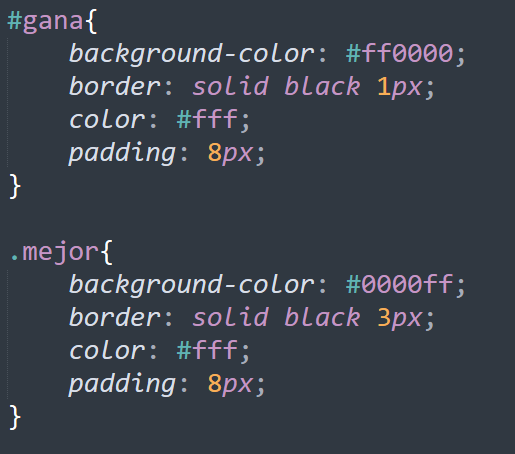 #gana{
    background-color: #ff0000;
    border: solid black 1px;
    color: #fff;
    padding: 8px;
}

.mejor{
    background-color: #0000ff;
    border: solid black 3px;
    color: #fff;
    padding: 8px;
}